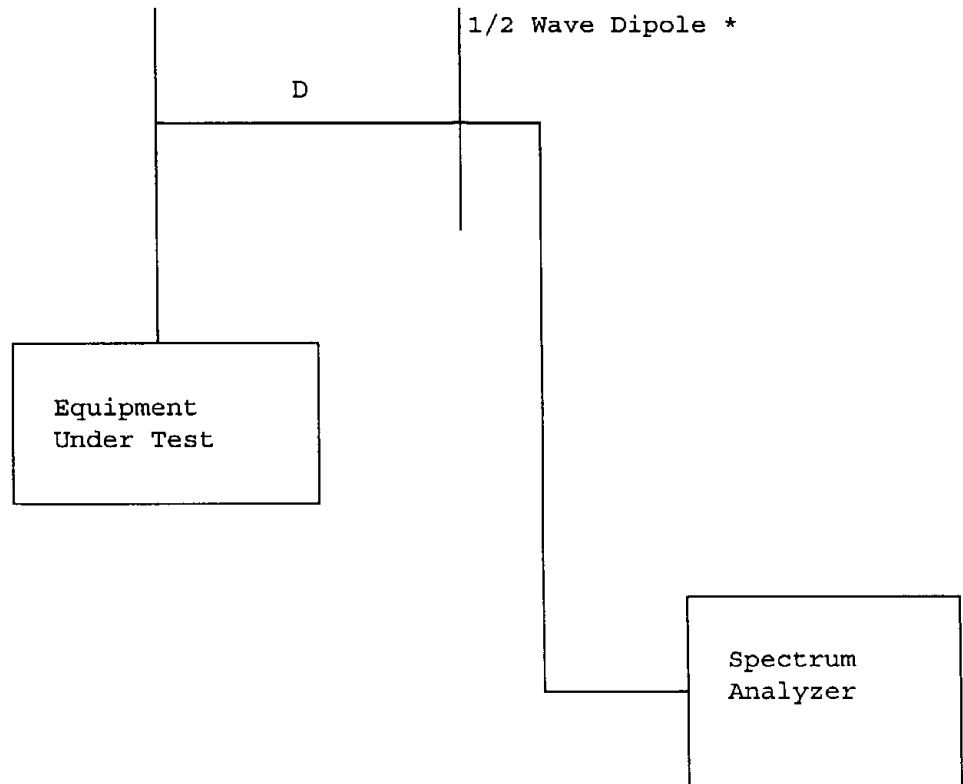 1/2 Wave Dipole *
D
Equipment
Under Test
Spectrum
Analyzer